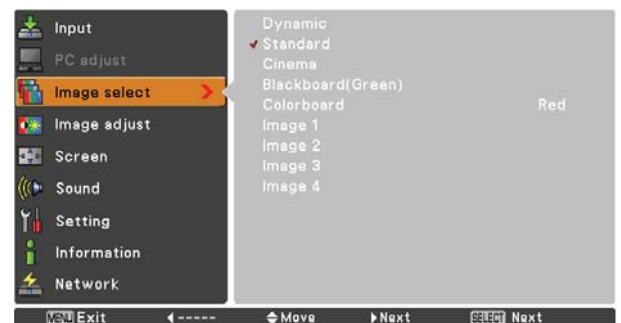 Input
PC adjust
Image select
Image adjust
Screen
Sound
Setting
Information
Network
Dynamic
Standard
Cinema
Blackboard(Green)
Colorboard Red
Image 1
Image 2
Image 3
Image 4
MENU Exit ◀----- Move ▶Next SELECT Next